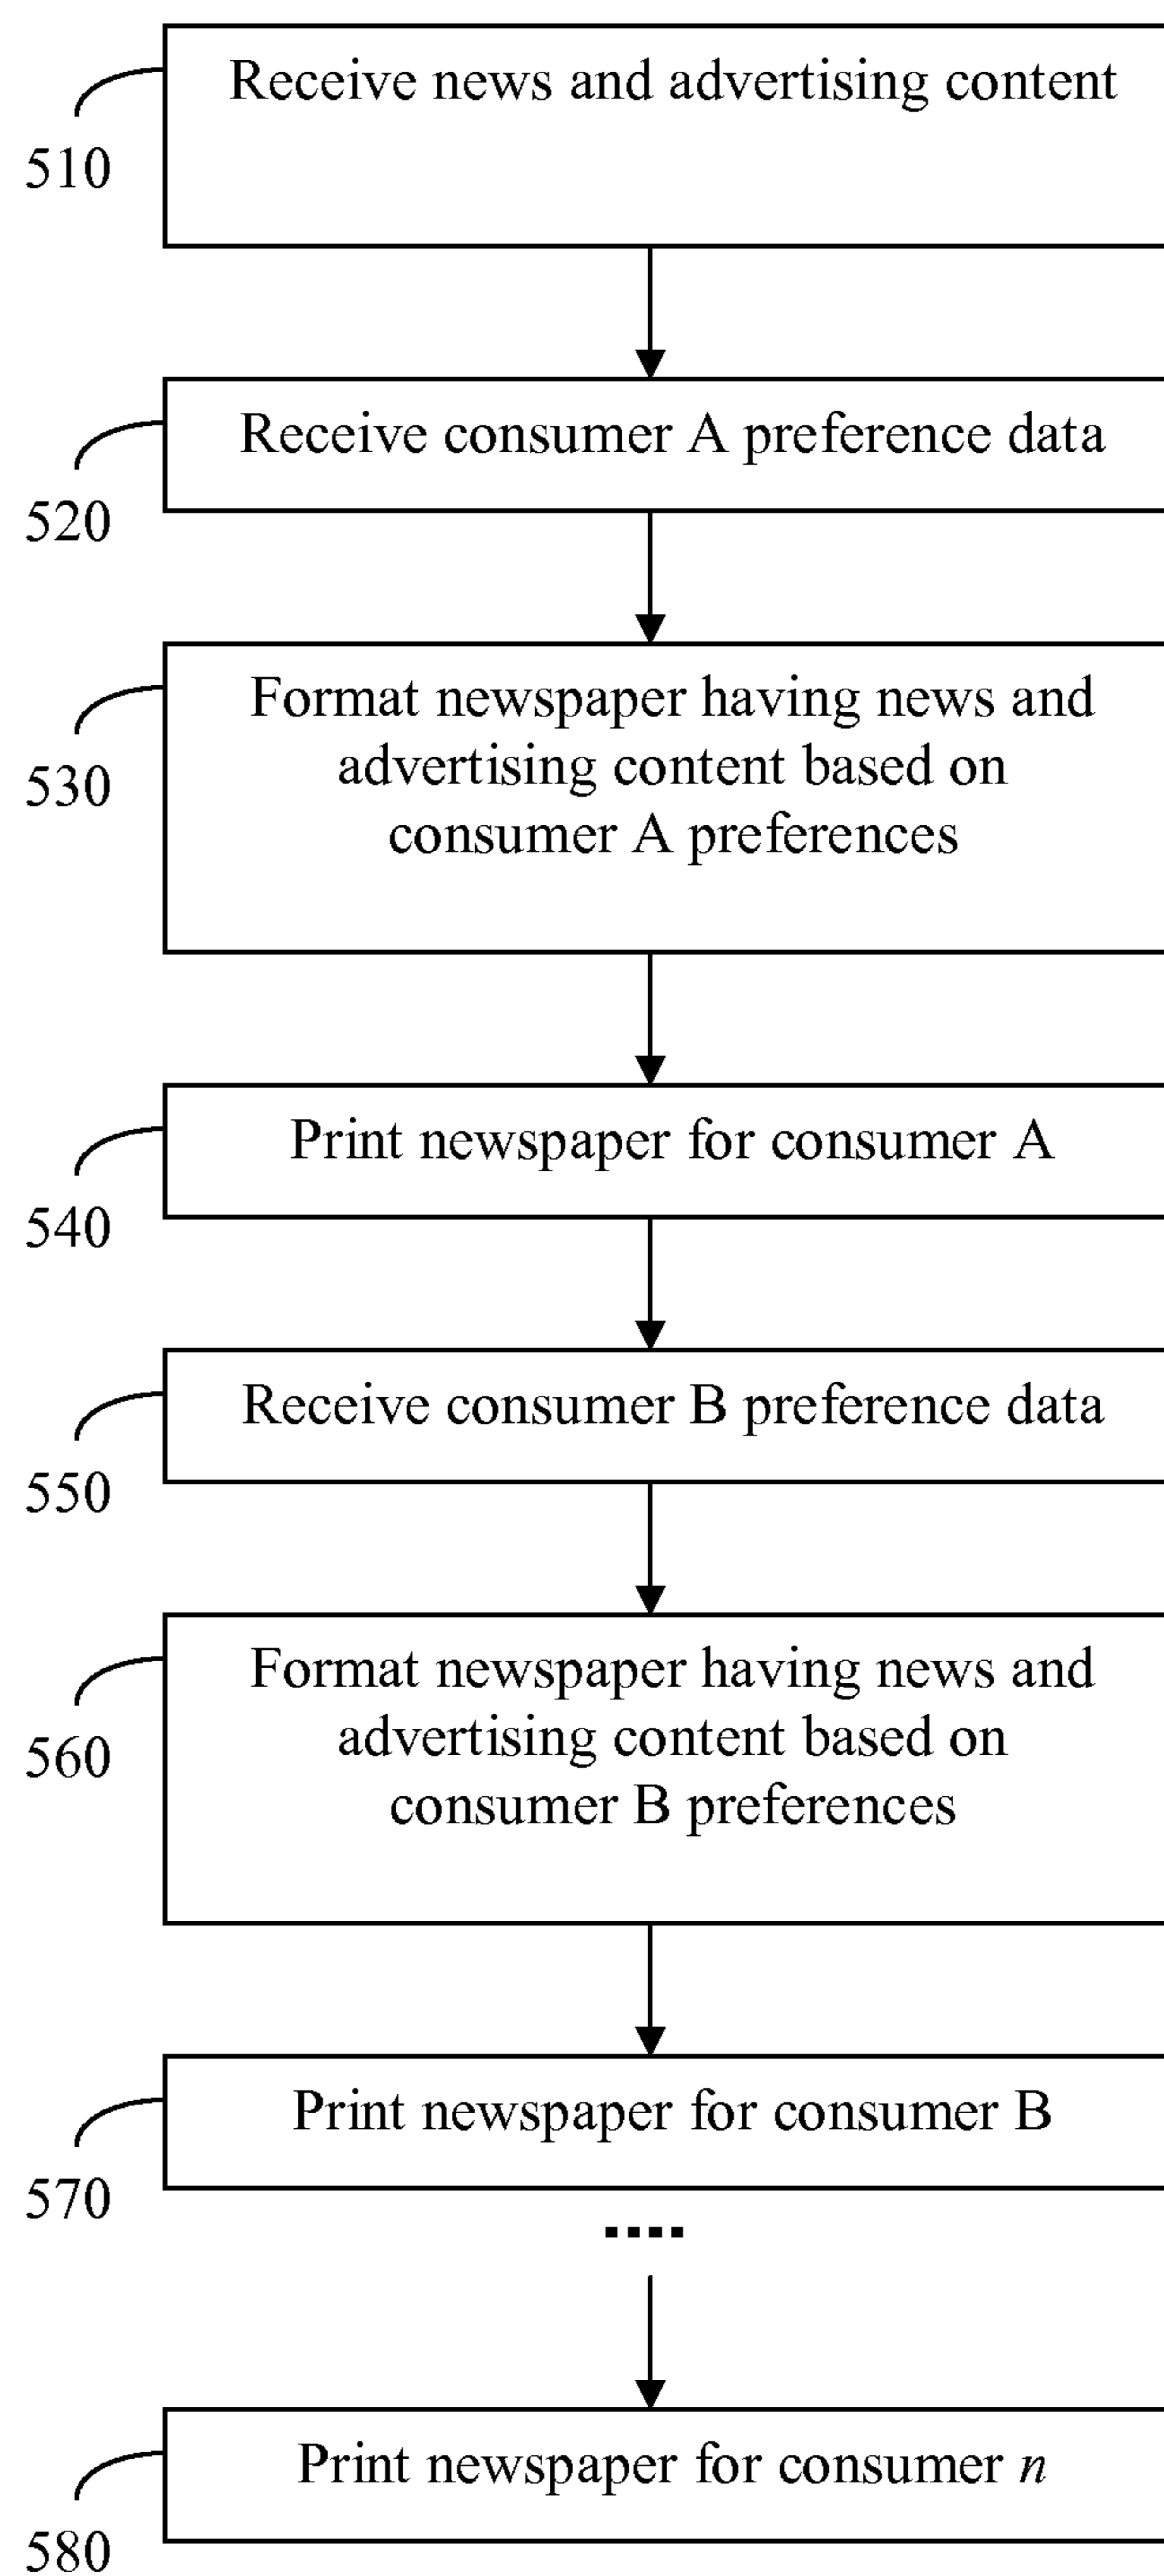 Receive news and advertising content
510
Receive consumer A preference data
520
Format newspaper having news and
advertising content based on
consumer A preferences
530
Print newspaper for consumer A
540
Receive consumer B preference data
550
Format newspaper having news and
advertising content based on
consumer B preferences
560
Print newspaper for consumer B
570
....
Print newspaper for consumer n
580